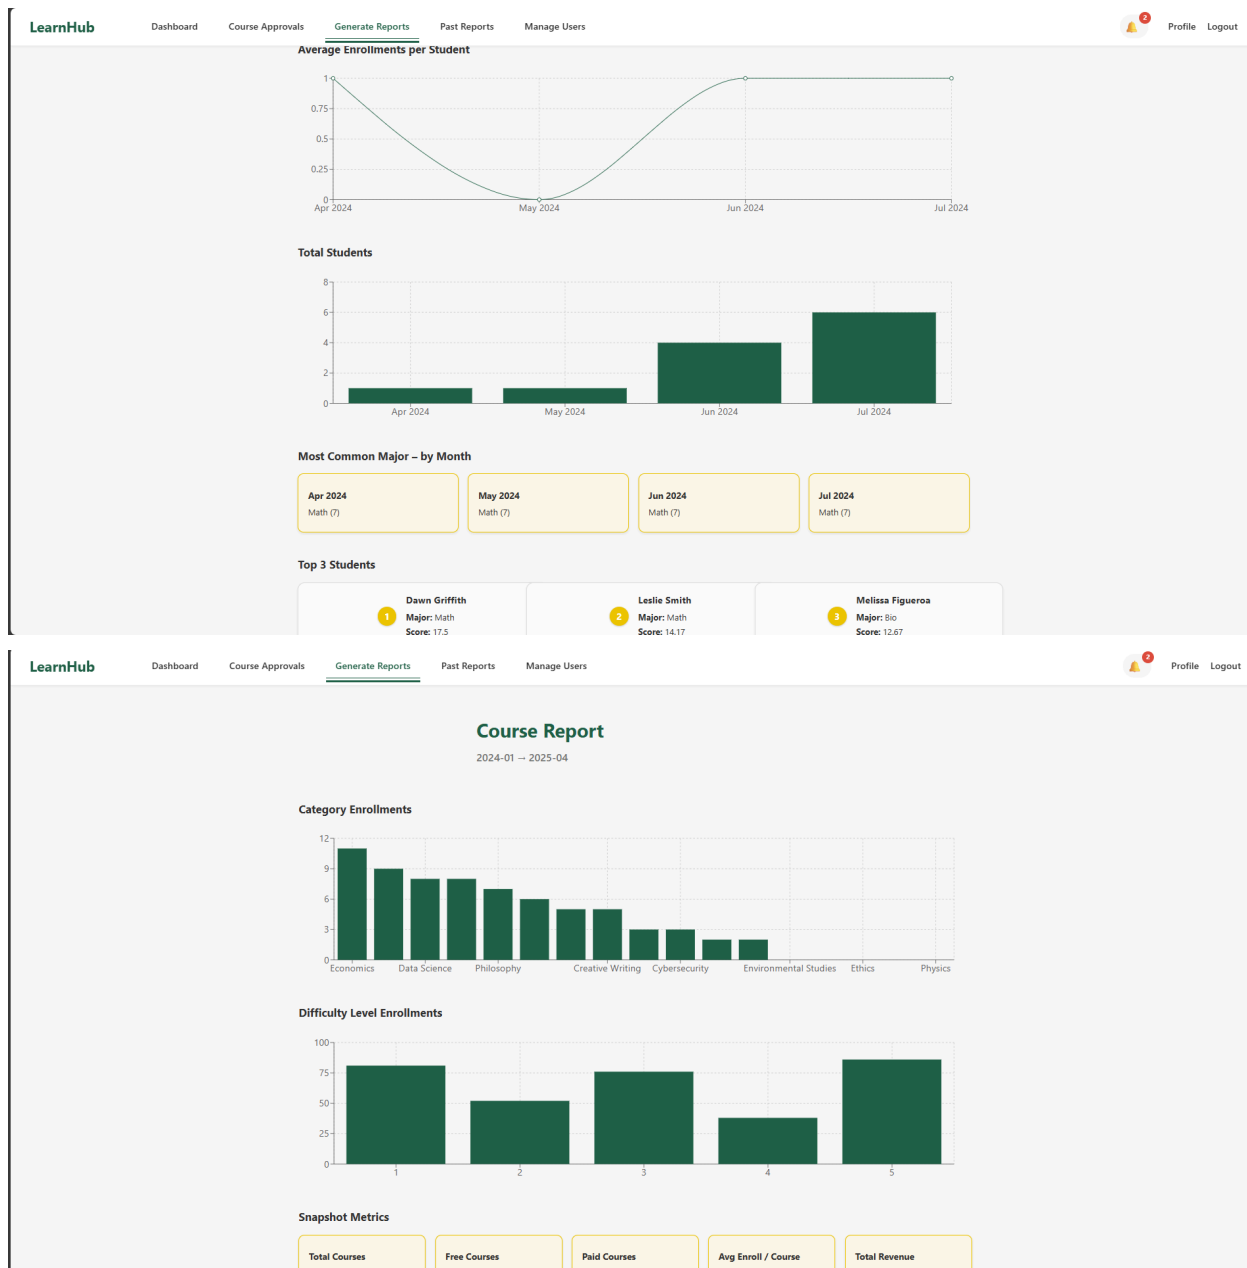 LearnHub Dashboard Course Approvals Generate Reports Past Reports Manage Users 2 Profile Logout
Average Enrollments per Student
1
0.75
0.5
0.25
0
Apr 2024 May 2024 Jun 2024 Jul 2024
Total Students
8
6
4
2
0
Apr 2024 May 2024 Jun 2024 Jul 2024
Most Common Major – by Month
Apr 2024 May 2024 Jun 2024 Jul 2024
Math (7) Math (7) Math (7) Math (7)
Top 3 Students
Dawn Griffith Leslie Smith Melissa Figueroa
1 Major: Math 2 Major: Math 3 Major: Bio
Score: 17.5 Score: 14.17 Score: 12.67
LearnHub Dashboard Course Approvals Generate Reports Past Reports Manage Users 2 Profile Logout
Course Report
2024-01 → 2025-04
Category Enrollments
12
9
6
3
0
Economics Data Science Philosophy Creative Writing Cybersecurity Environmental Studies Ethics Physics
Difficulty Level Enrollments
100
75
50
25
0
1 2 3 4 5
Snapshot Metrics
Total Courses Free Courses Paid Courses Avg Enroll / Course Total Revenue